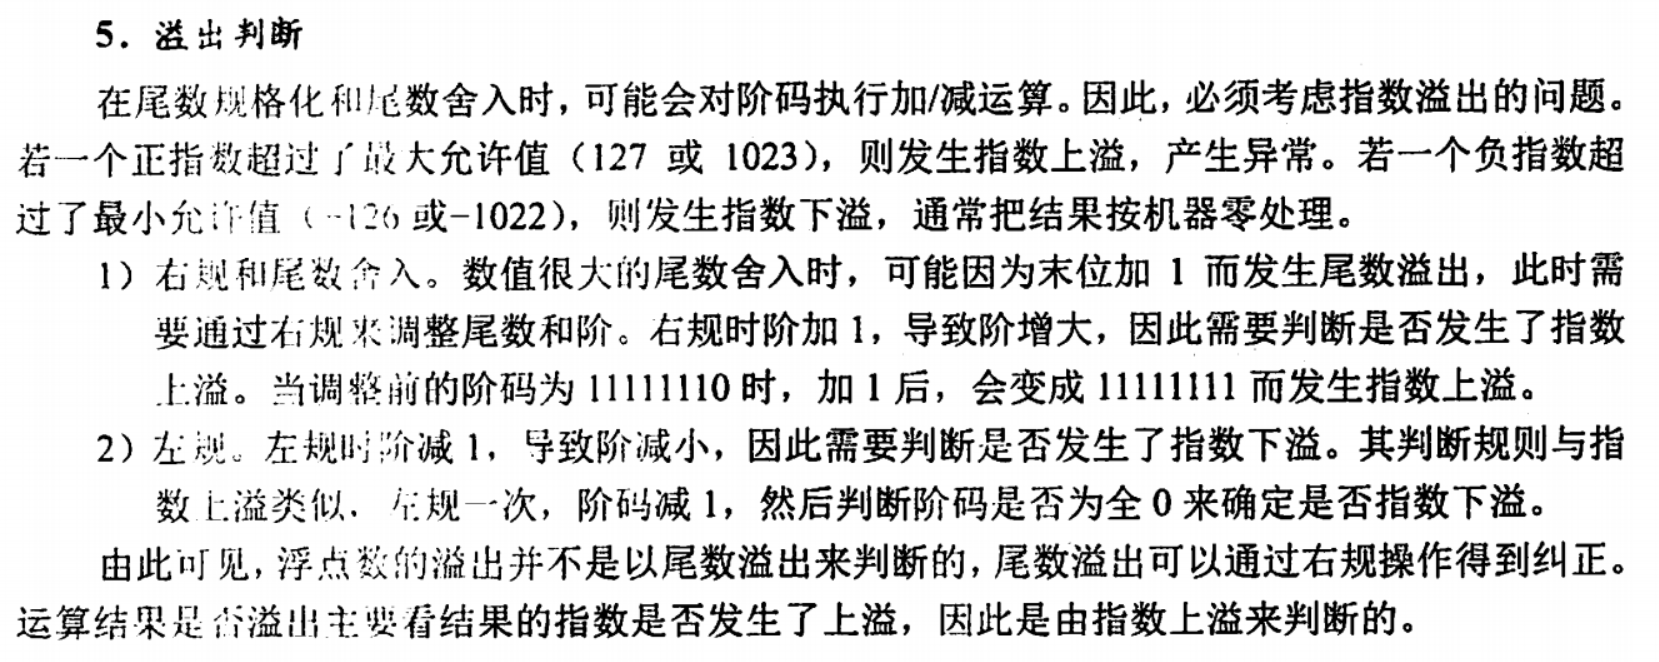 5. 溢出判断
在尾数规格化和尾数舍入时，可能会对阶码执行加/减运算。因此，必须考虑指数溢出的问题。
若一个正指数超过了最大允许值（127 或 1023），则发生指数上溢，产生异常。若一个负指数超
过了最小允许值（-126 或-1022），则发生指数下溢，通常把结果按机器零处理。
1）右规和尾数舍入。数值很大的尾数舍入时，可能因为末位加 1 而发生尾数溢出，此时需
要通过右规来调整尾数和阶。右规时阶加 1，导致阶增大，因此需要判断是否发生了指数
上溢。当调整前的阶码为 11111110 时，加 1 后，会变成 11111111 而发生指数上溢。
2）左规。左规时阶减 1，导致阶减小，因此需要判断是否发生了指数下溢。其判断规则与指
数上溢类似，左规一次，阶码减 1，然后判断阶码是否为全 0 来确定是否指数下溢。
由此可见，浮点数的溢出并不是以尾数溢出来判断的，尾数溢出可以通过右规操作得到纠正。
运算结果是否溢出主要看结果的指数是否发生了上溢，因此是由指数上溢来判断的。